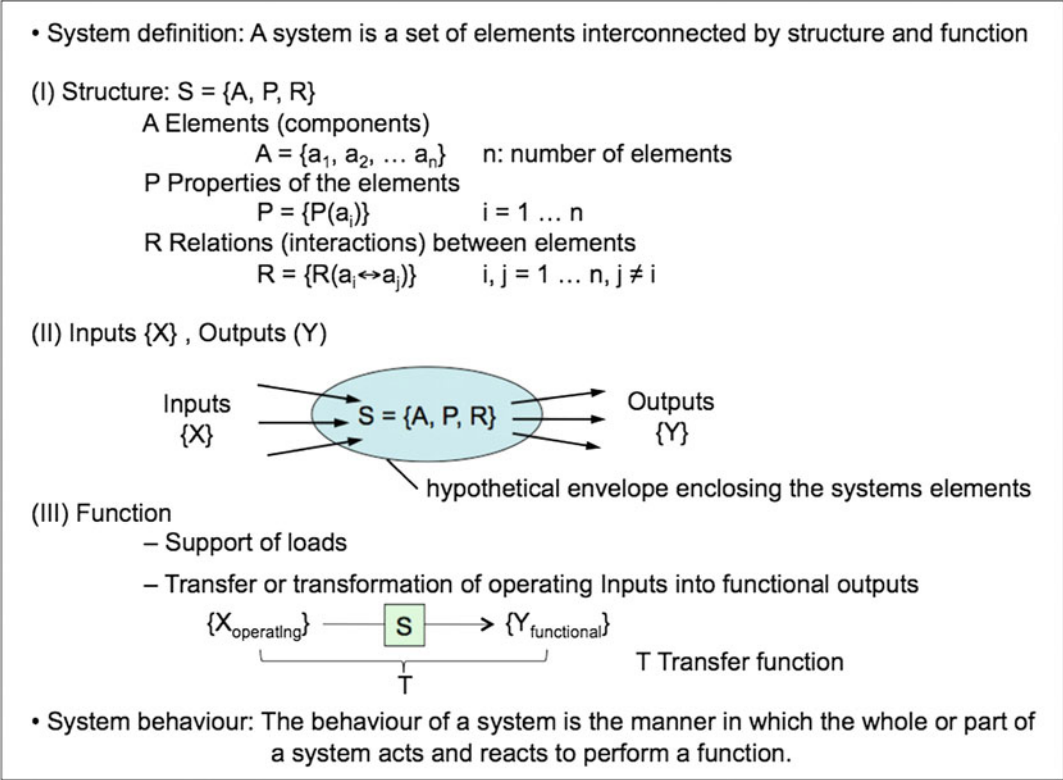 • System definition: A system is a set of elements interconnected by structure and function
(I) Structure: S = {A, P, R}
A Elements (components)
A = {a₁, a₂, … aₙ} n: number of elements
P Properties of the elements
P = {P(aᵢ)} i = 1 … n
R Relations (interactions) between elements
R = {R(aᵢ↔aⱼ)} i, j = 1 … n, j ≠ i
(II) Inputs {X} , Outputs (Y)
Inputs
{X}
S = {A, P, R}
Outputs
{Y}
hypothetical envelope enclosing the systems elements
(III) Function
– Support of loads
– Transfer or transformation of operating Inputs into functional outputs
{X operatIng} S {Y functional}
T Transfer function
T
• System behaviour: The behaviour of a system is the manner in which the whole or part of
a system acts and reacts to perform a function.